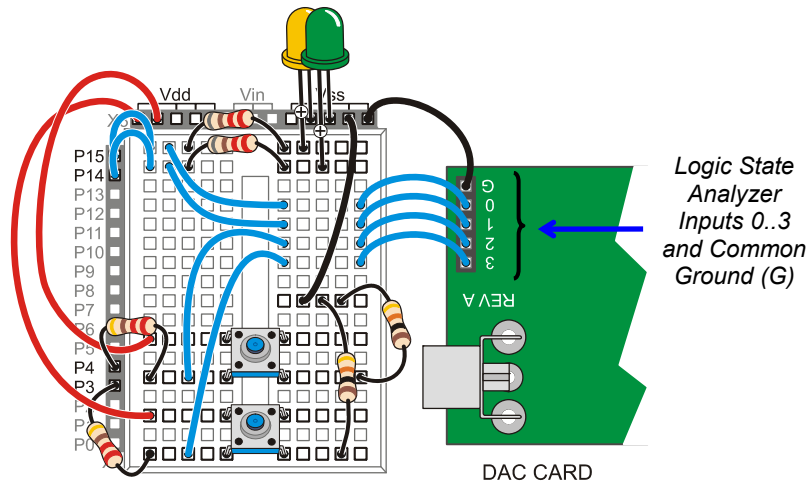 Vdd
Vin
Vss
P15
P14
P13
P12
P11
P10
P9
P8
P7
P6
P5
P4
P3
P0
G
0
1
2
3
REV A
Logic State
Analyzer
Inputs 0..3
and Common
Ground (G)
DAC CARD